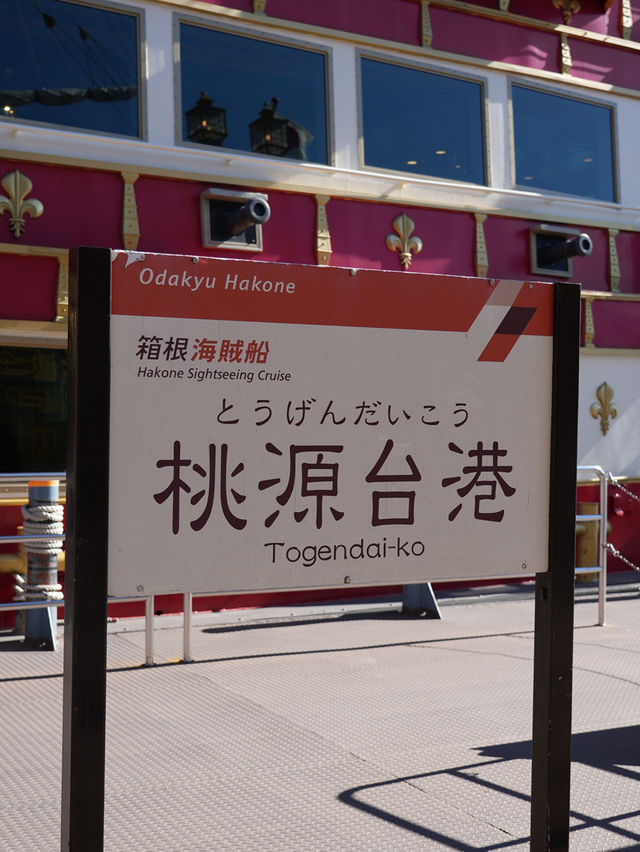 Odakyu Hakone
箱根海賊船
Hakone Sightseeing Cruise
とうげんだいこう
桃源台港
Togendai-ko